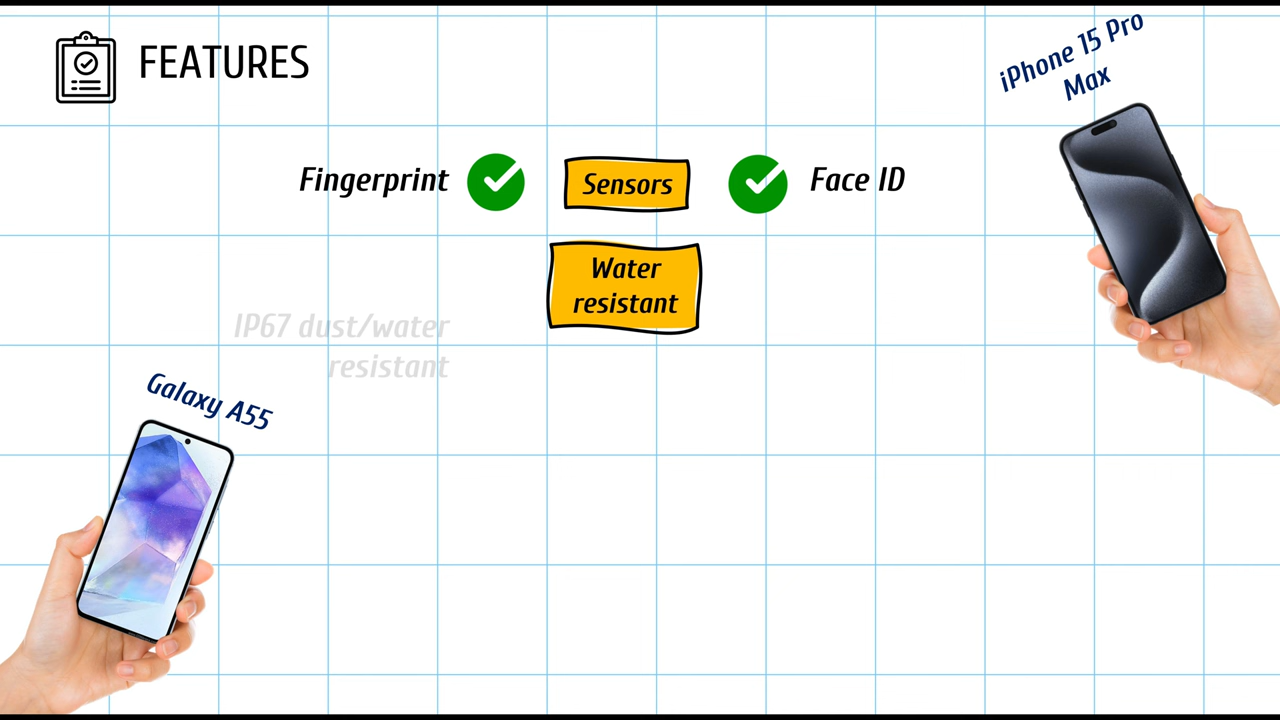 FEATURES
iPhone 15 Pro
Max
Fingerprint
Sensors
Face ID
Water
resistant
IP67 dust/water
resistant
Galaxy A55